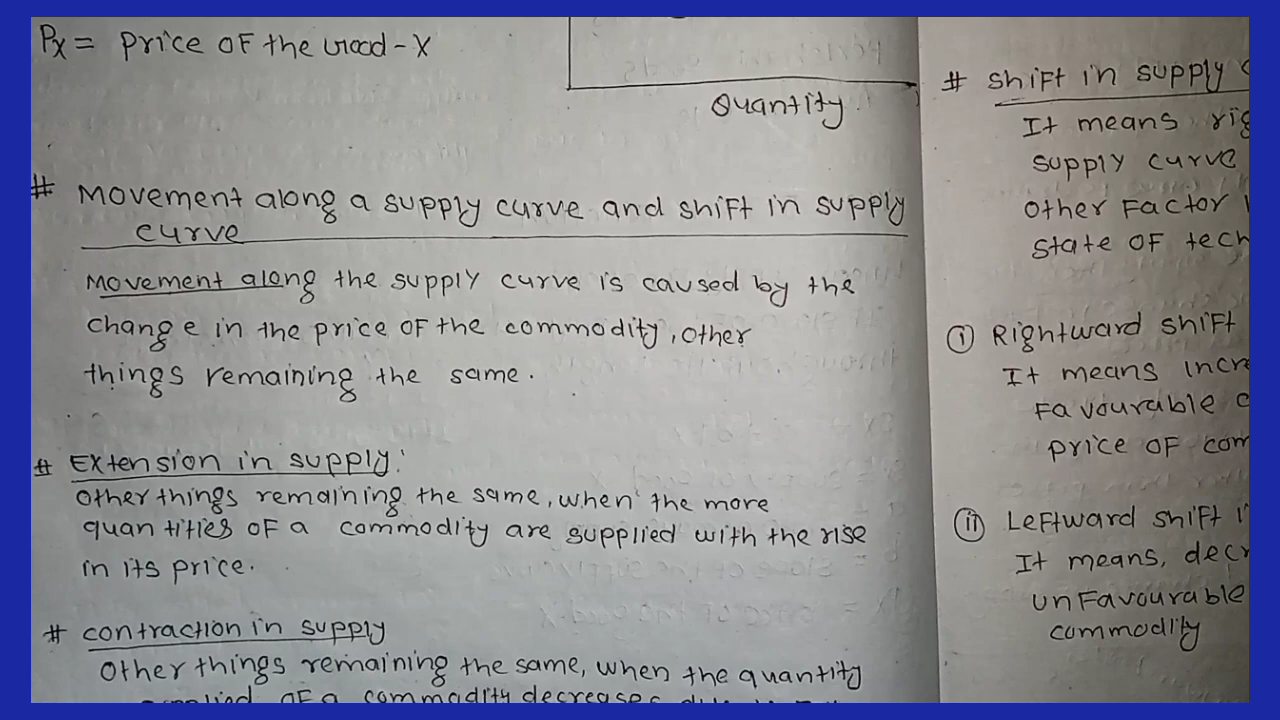 Px = price of the Good-X
Quantity
# Movement along a supply curve and shift in supply
curve
Movement along the supply curve is caused by the
change in the price of the commodity, other
things remaining the same.
# Extension in supply:
Other things remaining the same, when the more
quantities of a commodity are supplied with the rise
in its price.
# contraction in supply
Other things remaining the same, when the quantity
of a commodity decreases
# shift in supply
It means
supply curve
other factor
state of
(i) Rightward shift
It means
Favourable
price of
(ii) Leftward shift
It means,
unfavourable
commodity